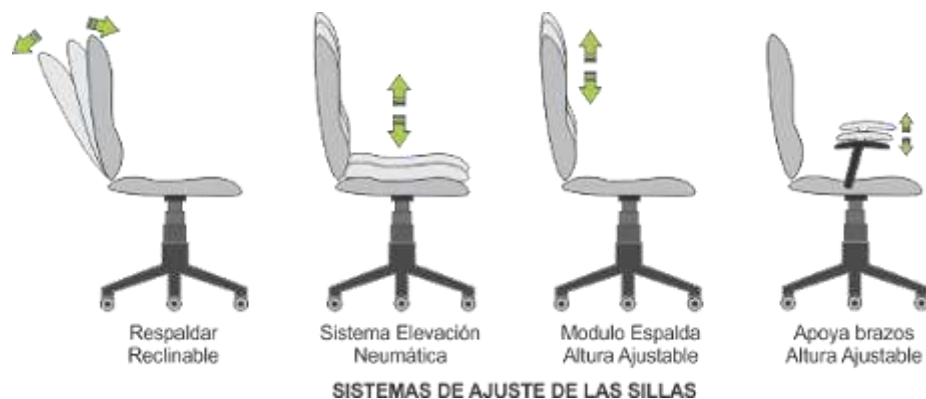 Respaldar
Reclinable
Sistema Elevación
Neumática
Modulo Espalda
Altura Ajustable
Apoya brazos
Altura Ajustable
SISTEMAS DE AJUSTE DE LAS SILLAS